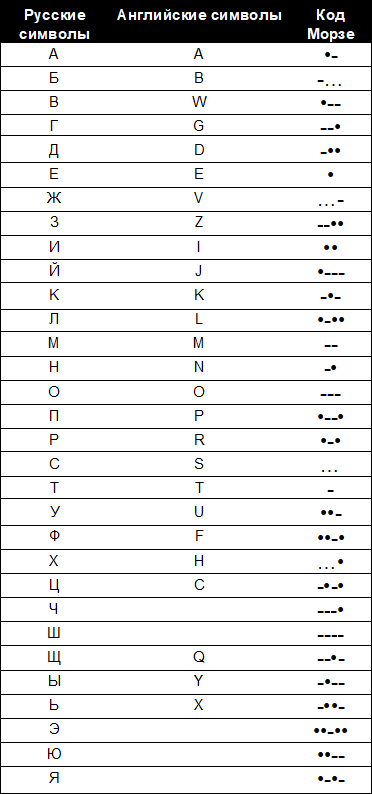 Русские символы Английские символы Код Морзе
А A •–
Б B –...
В W •––
Г G ––•
Д D –••
Е E •
Ж V ...–
З Z ––••
И I ••
Й J •–––
К K –•–
Л L •–••
М M ––
Н N –•
О O –––
П P •––•
Р R •–•
С S ...
Т T –
У U ••–
Ф F ••–•
Х H ...•
Ц C –•–•
Ч –––•
Ш ––––
Щ Q ––•–
Ы Y –•––
Ь X –••–
Э ••–••
Ю ••––
Я •–•–